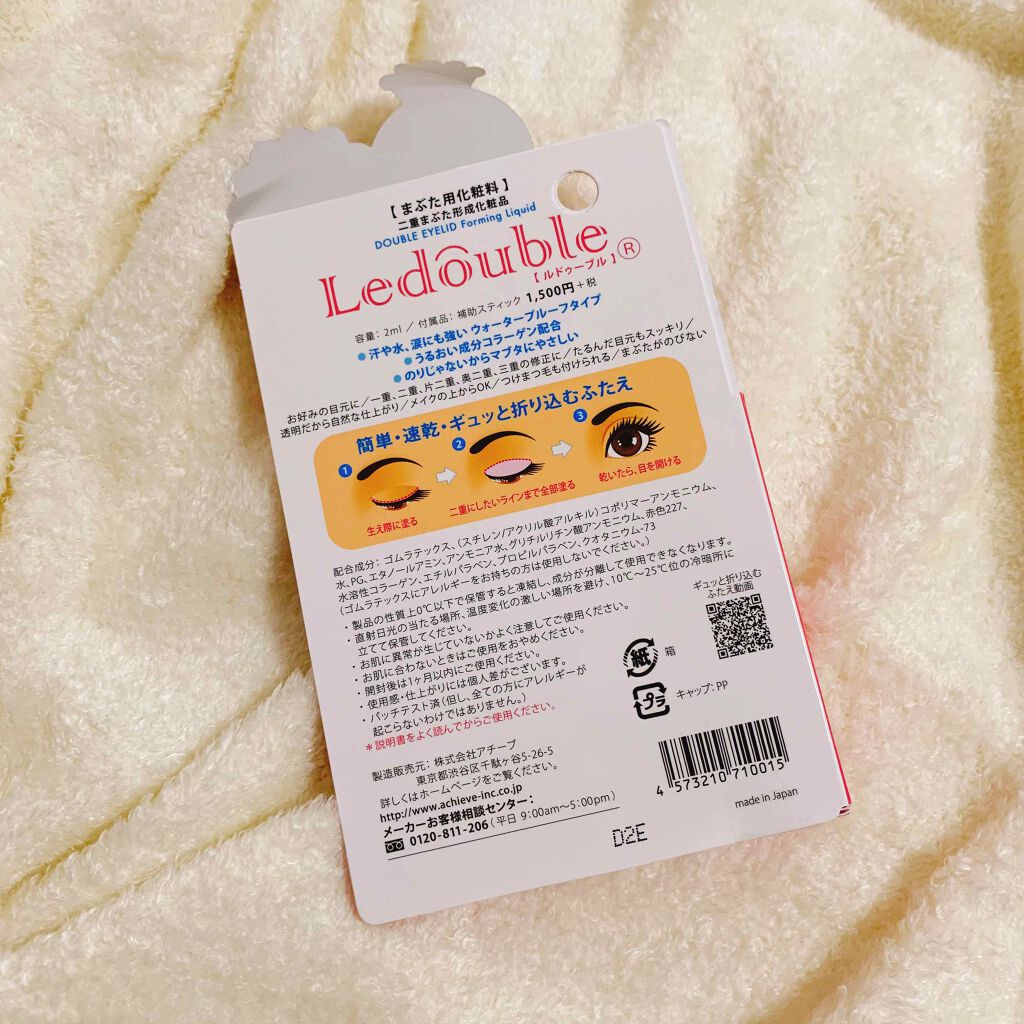 【まぶた用化粧料】
二重まぶた形成化粧品
DOUBLE EYELID Forming Liquid
Ledouble®
【ルドゥーブル】
容量：2ml ／ 付属品：補助スティック 1,500円＋税
●汗や水、涙にも強い ウォータープルーフタイプ
●うるおい成分コラーゲン配合
●のりじゃないからマブタにやさしい
お好みの目元に／一重、二重、片二重、奥二重、三重の修正に／たるんだ目元もスッキリ／
透明だから自然な仕上がり／メイクの上からOK／つけまつ毛も付けられる／まぶたがのびない
簡単・速乾・ギュッと折り込むふたえ
1 2 3
生え際に塗る 二重にしたいラインまで全部塗る 乾いたら、目を開ける
配合成分：ゴムラテックス、（スチレン/アクリル酸アルキル）コポリマーアンモニウム、
水、PG、エタノールアミン、アンモニア水、グリチルリチン酸アンモニウム、赤色227、
水溶性コラーゲン、エチルパラベン、プロピルパラベン、クオタニウム-73
（ゴムラテックスにアレルギーをお持ちの方は使用しないでください。）
・製品の性質上0℃以下で保管すると凍結し、成分が分離して使用できなくなります。
・直射日光の当たる場所、温度変化の激しい場所を避け、10℃～25℃位の冷暗所に
立てて保管してください。
・お肌に異常が生じていないかよく注意してご使用ください。
・お肌に合わないときはご使用をおやめください。
・開封後は1ヶ月以内にご使用ください。
・使用感・仕上がりには個人差がございます。
・パッチテスト済（但し、全ての方にアレルギーが
起こらないわけではありません。）
＊説明書をよく読んでからご使用ください。
ギュッと折り込む
ふたえ動画
紙 箱
プラ キャップ：PP
製造販売元：株式会社アチーブ
東京都渋谷区千駄ヶ谷5-26-5
詳しくはホームページをご覧ください。
http://www.achieve-inc.co.jp
メーカーお客様相談センター：
0120-811-206（平日 9:00am～5:00pm）
4 573210 710015
made in Japan
D2E